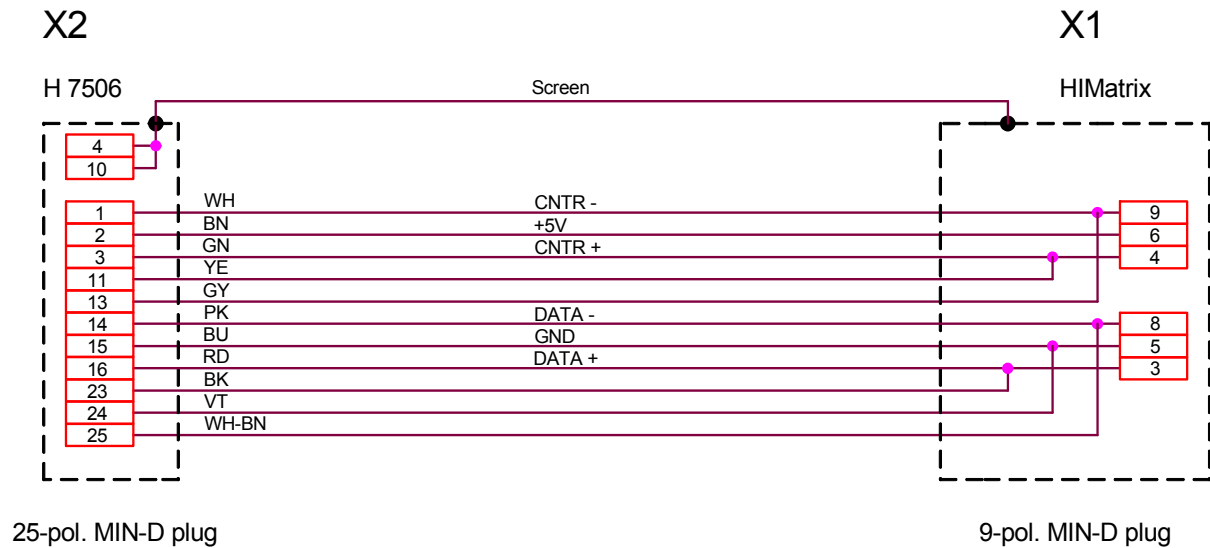 X2 X1
H 7506 Screen HIMatrix
4
10
WH CNTR -
1 9
BN +5V
2 6
GN CNTR +
3 4
YE
11
GY
13
PK DATA -
14 8
BU GND
15 5
RD DATA +
16 3
BK
23
VT
24
WH-BN
25
25-pol. MIN-D plug 9-pol. MIN-D plug